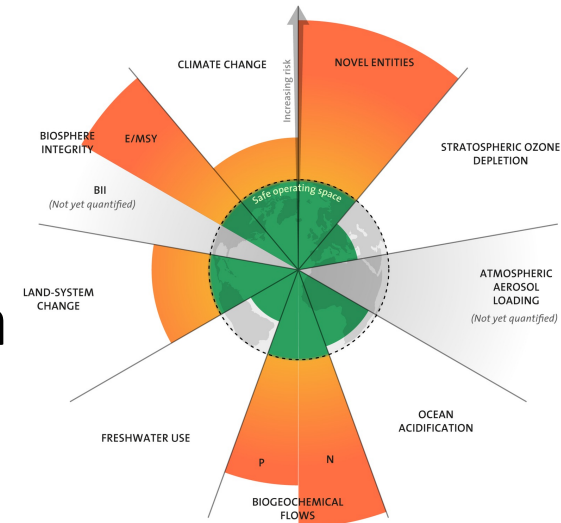 CLIMATE CHANGE
NOVEL ENTITIES
Increasing risk
BIOSPHERE
INTEGRITY
E/MSY
STRATOSPHERIC OZONE
DEPLETION
BII
(Not yet quantified)
Safe operating space
LAND-SYSTEM
CHANGE
ATMOSPHERIC
AEROSOL
LOADING
(Not yet quantified)
FRESHWATER USE
OCEAN
ACIDIFICATION
P
N
BIOGEOCHEMICAL
FLOWS